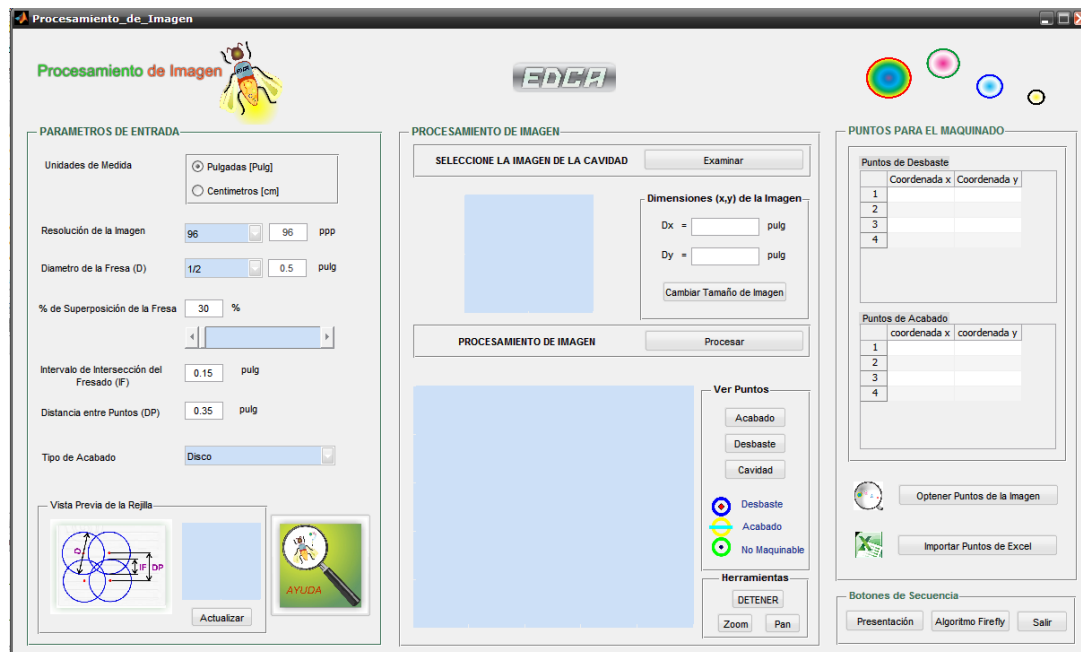 Procesamiento_de_Imagen
Procesamiento de Imagen
EDCA
PARAMETROS DE ENTRADA
Unidades de Medida
Pulgadas [Pulg]
Centimetros [cm]
Resolución de la Imagen
96
96
ppp
Diametro de la Fresa (D)
1/2
0.5
pulg
% de Superposición de la Fresa
30
%
Intervalo de Intersección del
Fresado (IF)
0.15
pulg
Distancia entre Puntos (DP)
0.35
pulg
Tipo de Acabado
Disco
Vista Previa de la Rejilla
D
IF
DP
Actualizar
AYUDA
PROCESAMIENTO DE IMAGEN
SELECCIONE LA IMAGEN DE LA CAVIDAD
Examinar
Dimensiones (x,y) de la Imagen
Dx =
pulg
Dy =
pulg
Cambiar Tamaño de Imagen
PROCESAMIENTO DE IMAGEN
Procesar
Ver Puntos
Acabado
Desbaste
Cavidad
Desbaste
Acabado
No Maquinable
Herramientas
DETENER
Zoom
Pan
PUNTOS PARA EL MAQUINADO
Puntos de Desbaste
Coordenada x
Coordenada y
1
2
3
4
Puntos de Acabado
coordenada x
coordenada y
1
2
3
4
Optener Puntos de la Imagen
Importar Puntos de Excel
Botones de Secuencia
Presentación
Algoritmo Firefly
Salir